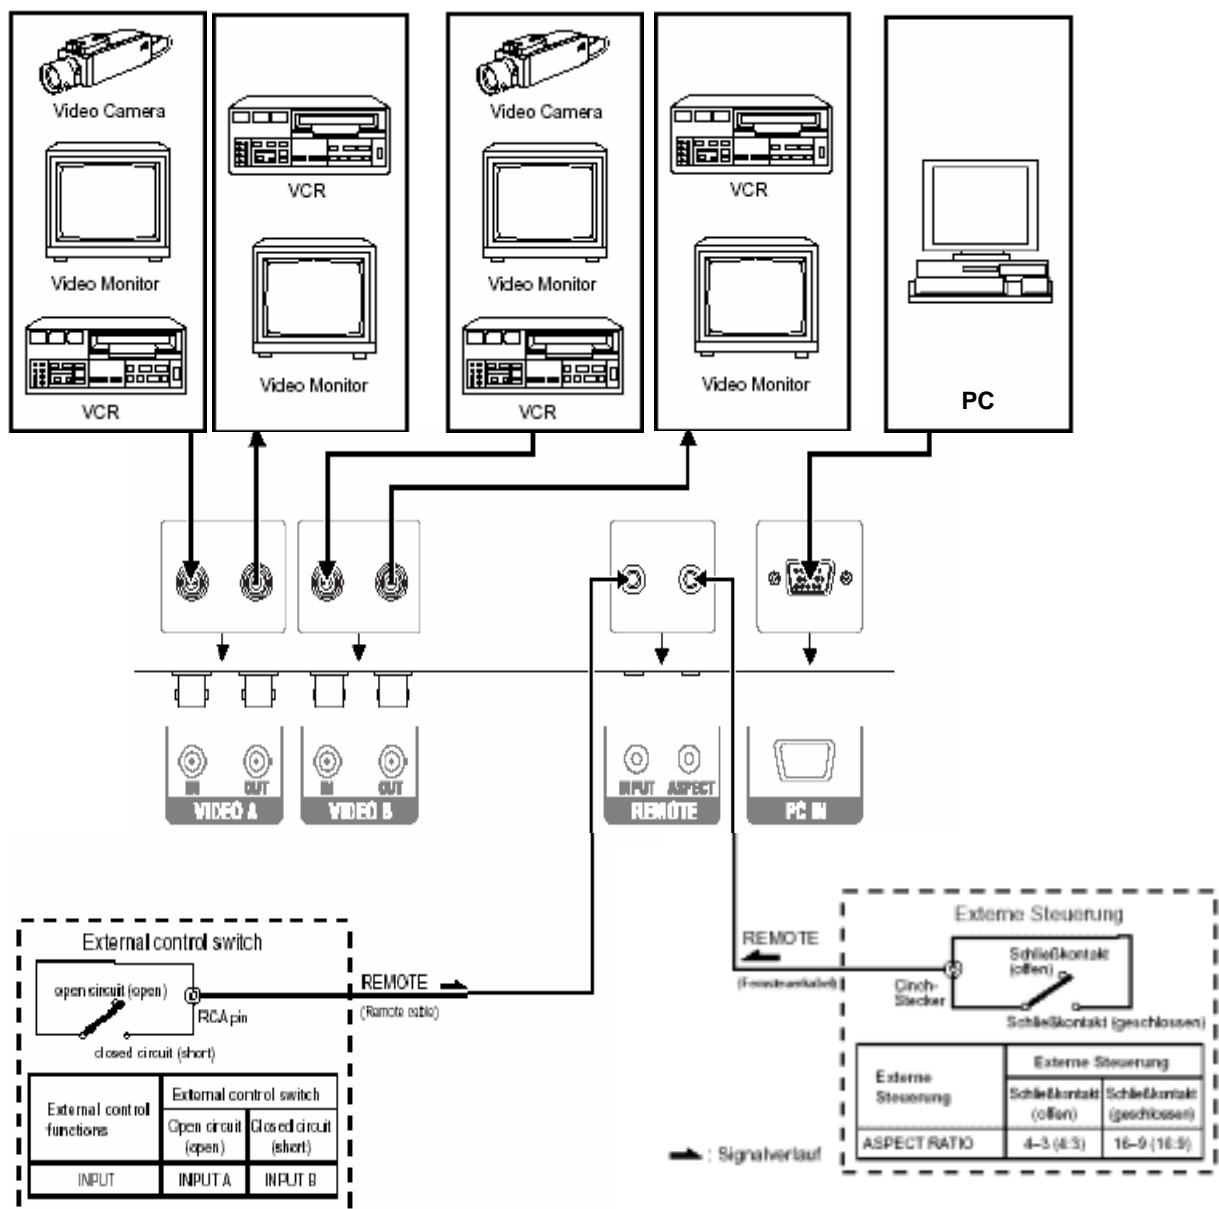 Video Camera
Video Monitor
VCR
VCR
Video Monitor
Video Camera
Video Monitor
VCR
VCR
Video Monitor
PC
IN OUT
VIDEO A
IN OUT
VIDEO B
INPUT ASPECT
REMOTE
PC IN
External control switch
open circuit (open)
RCA pin
closed circuit (short)
REMOTE
(Remote cable)
External control functions
External control switch
Open circuit (open)
Closed circuit (short)
INPUT
INPUT A
INPUT B
REMOTE
(Fernsteuerkabel)
Externe Steuerung
Schließkontakt
(offen)
Cinch-
Stecker
Schließkontakt (geschlossen)
Externe
Steuerung
Externe Steuerung
Schließkontakt
(offen)
Schließkontakt
(geschlossen)
ASPECT RATIO
4–3 (4:3)
16–9 (16:9)
: Signalverlauf